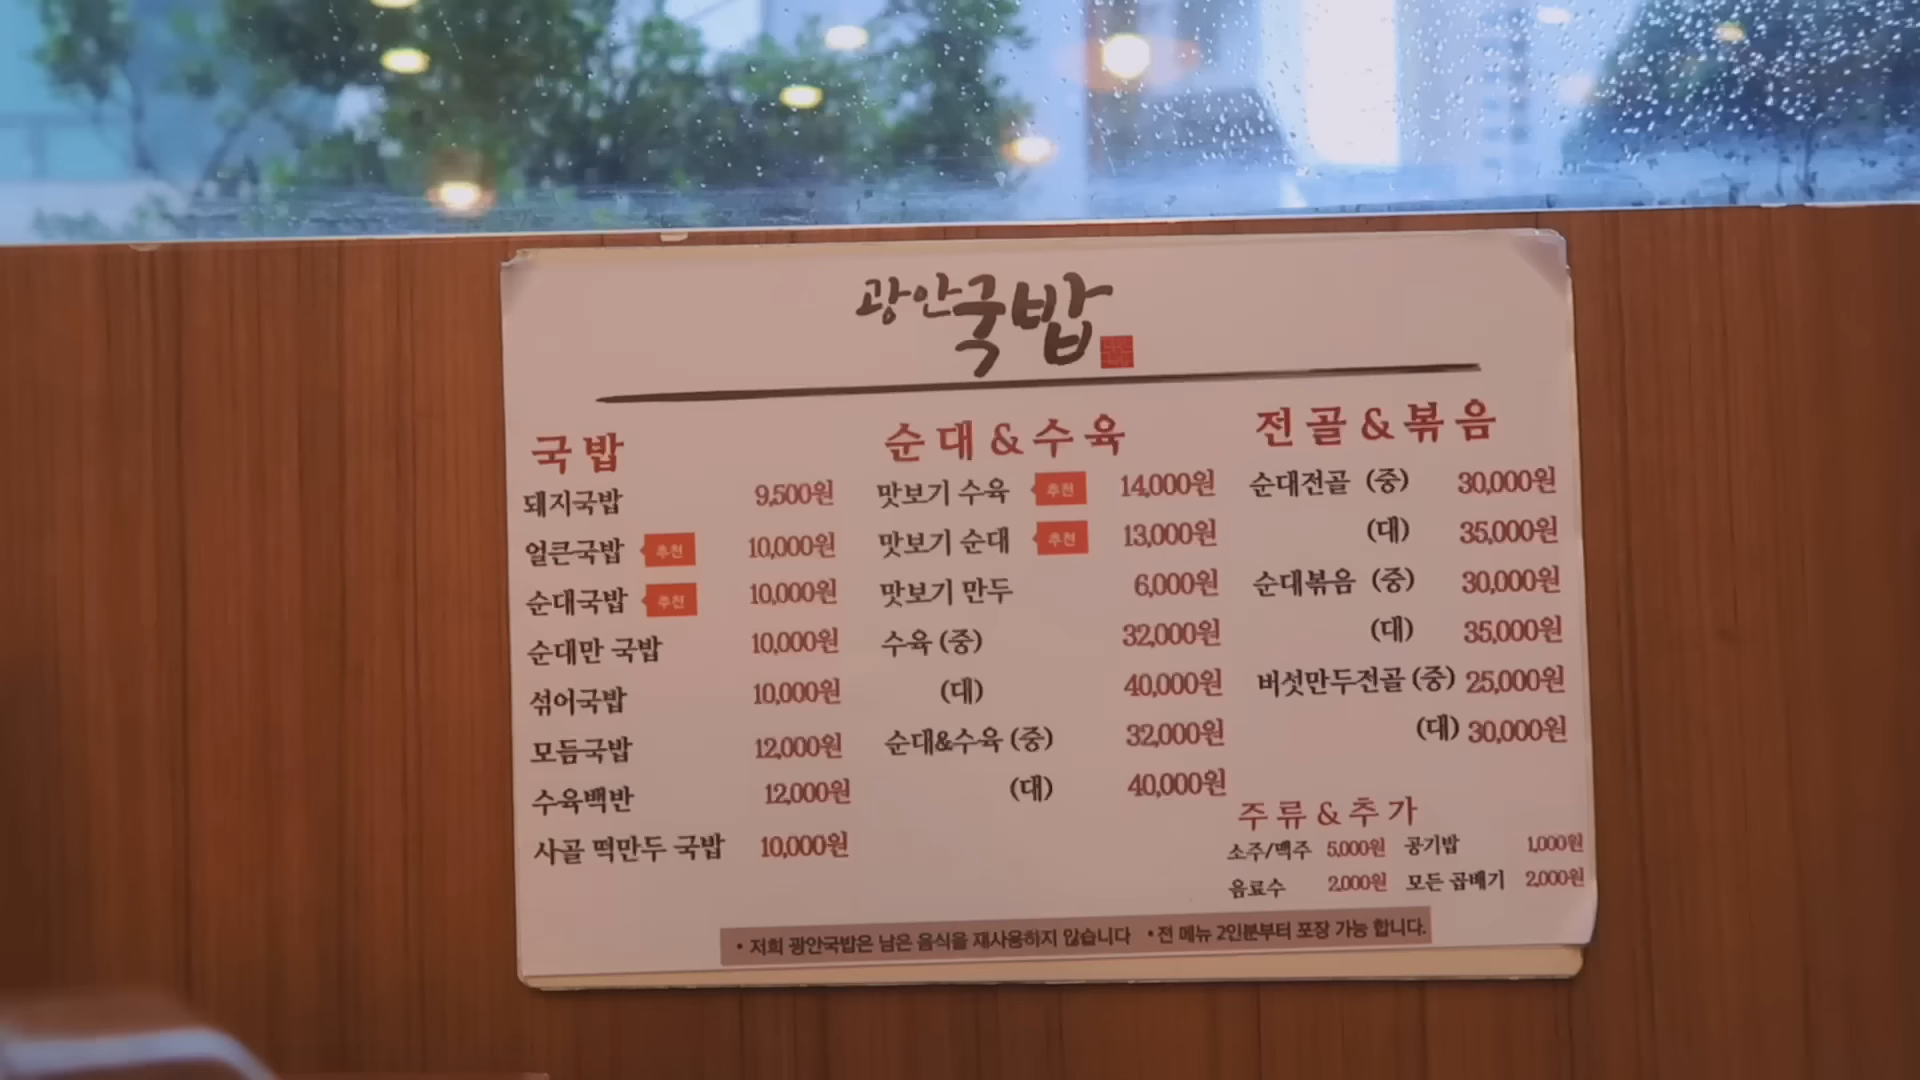 광안국밥
국밥
돼지국밥 9,500원
얼큰국밥 추천 10,000원
순대국밥 추천 10,000원
순대만 국밥 10,000원
섞어국밥 10,000원
모듬국밥 12,000원
수육백반 12,000원
사골 떡만두 국밥 10,000원
순대&수육
맛보기 수육 추천 14,000원
맛보기 순대 추천 13,000원
맛보기 만두 6,000원
수육 (중) 32,000원
(대) 40,000원
순대&수육 (중) 32,000원
(대) 40,000원
전골&볶음
순대전골 (중) 30,000원
(대) 35,000원
순대볶음 (중) 30,000원
(대) 35,000원
버섯만두전골 (중) 25,000원
(대) 30,000원
주류&추가
소주/맥주 5,000원 공기밥 1,000원
음료수 2,000원 모든 곱배기 2,000원
• 저희 광안국밥은 남은 음식을 재사용하지 않습니다 • 전 메뉴 2인분부터 포장 가능 합니다.